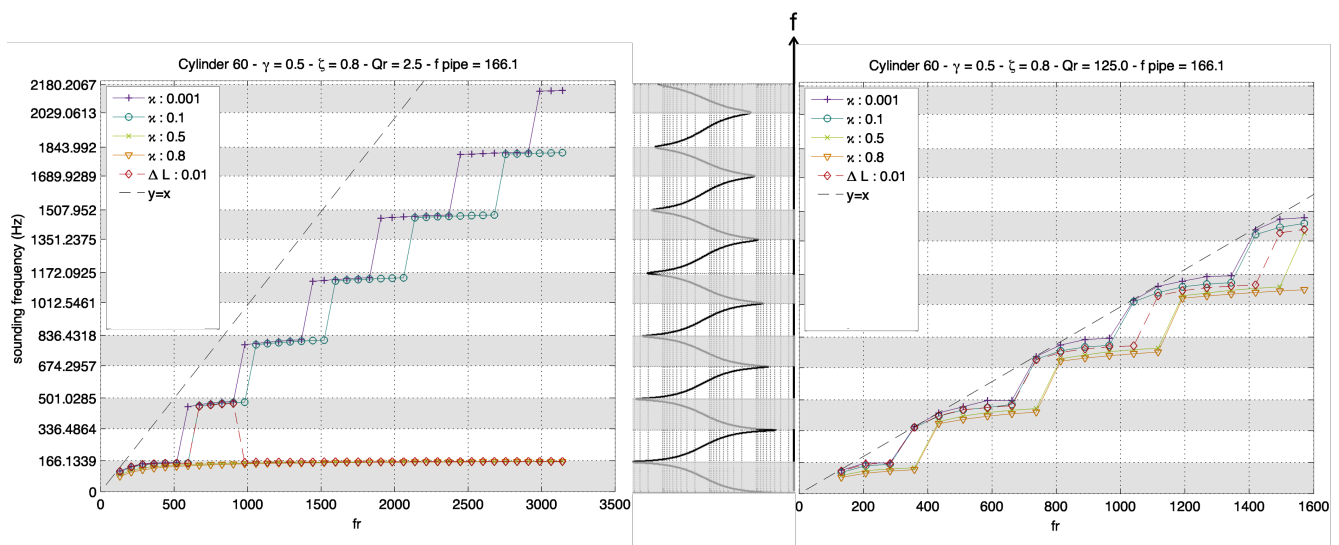 f
Cylinder 60 - γ = 0.5 - ζ = 0.8 - Qr = 2.5 - f pipe = 166.1
sounding frequency (Hz)
2180.2067
2029.0613
1843.992
1689.9289
1507.952
1351.2375
1172.0925
1012.5461
836.4318
674.2957
501.0285
336.4864
166.1339
0
ϰ : 0.001
ϰ : 0.1
ϰ : 0.5
ϰ : 0.8
Δ L : 0.01
y=x
0 500 1000 1500 2000 2500 3000 3500
fr
Cylinder 60 - γ = 0.5 - ζ = 0.8 - Qr = 125.0 - f pipe = 166.1
ϰ : 0.001
ϰ : 0.1
ϰ : 0.5
ϰ : 0.8
Δ L : 0.01
y=x
0 200 400 600 800 1000 1200 1400 1600
fr